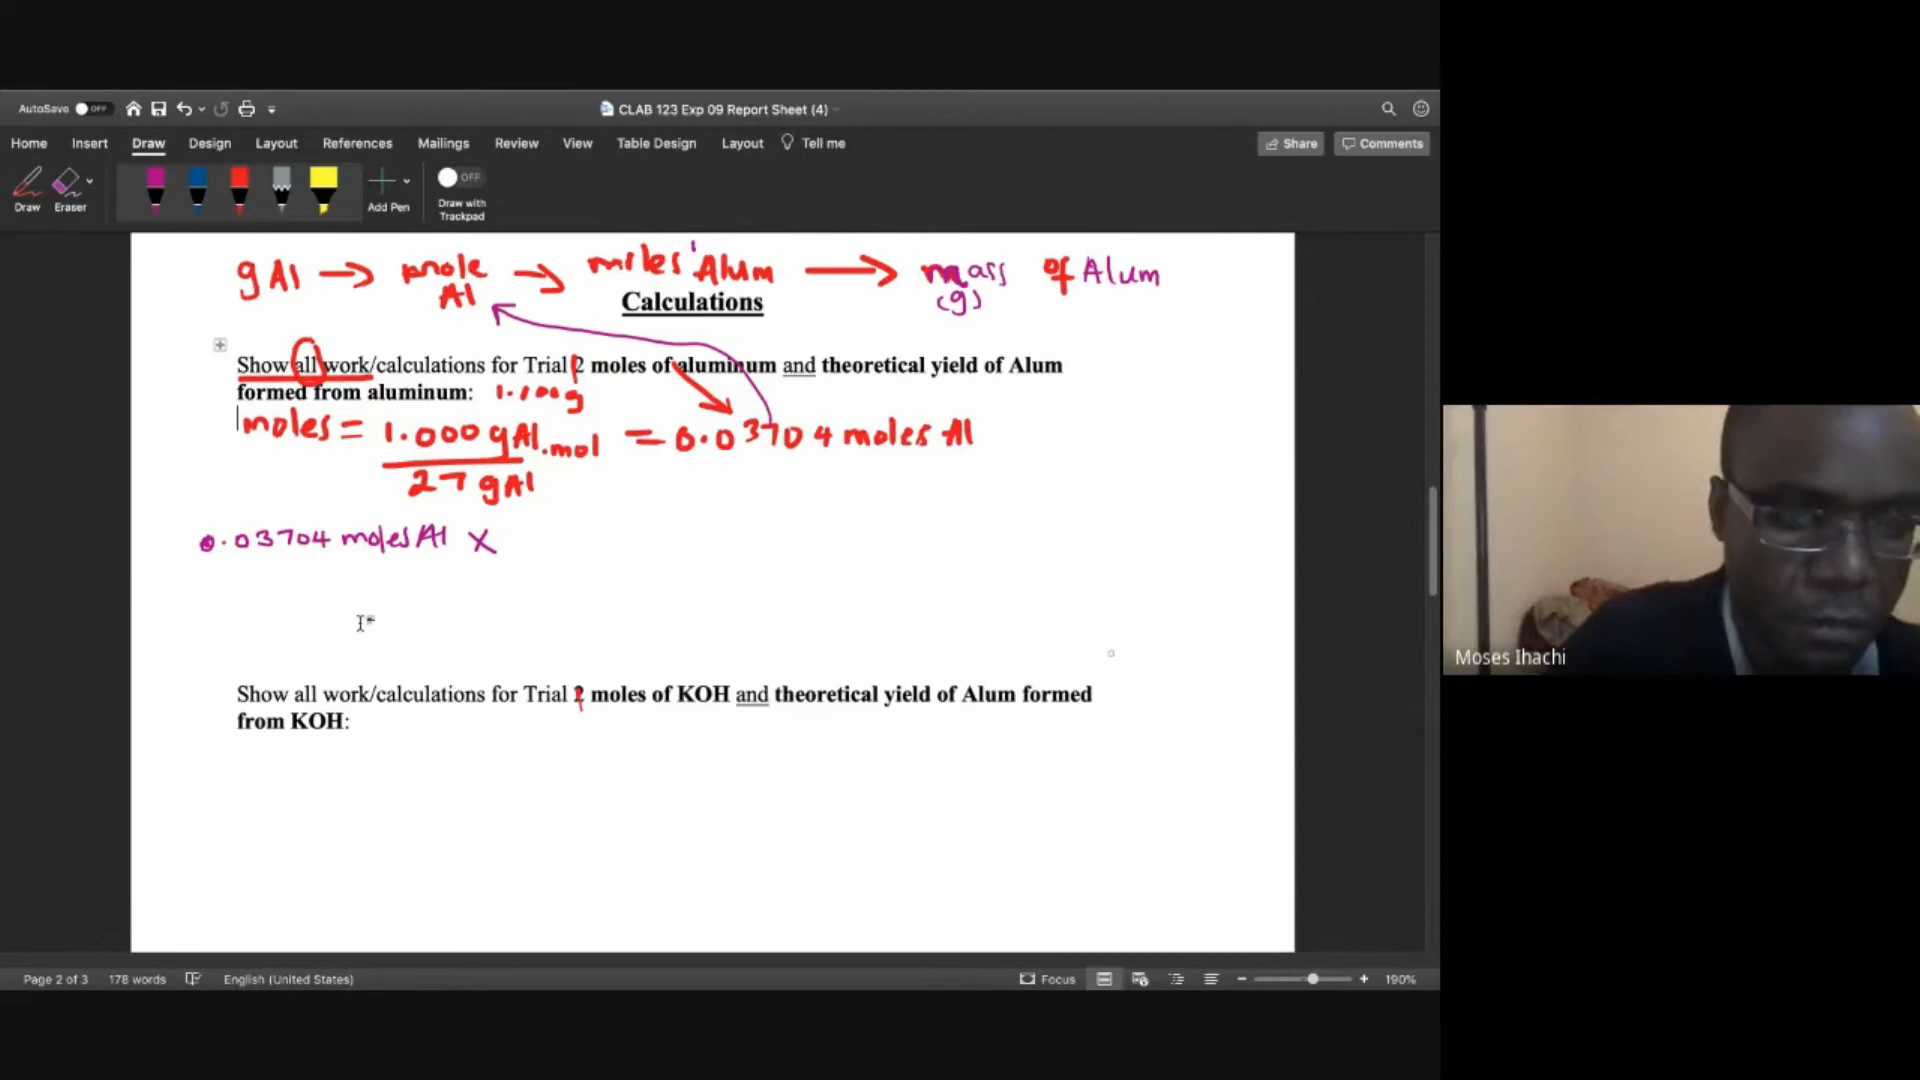 AutoSave OFF CLAB 123 Exp 09 Report Sheet (4)
Home Insert Draw Design Layout References Mailings Review View Table Design Layout Tell me Share Comments
Draw Eraser Add Pen OFF Draw with Trackpad
g Al → mole Al → moles Alum → mass (g) of Alum
Calculations
Show all work/calculations for Trial 2 moles of aluminum and theoretical yield of Alum
formed from aluminum: 1.000g
moles = 1.000 gAl .mol = 0.03704 moles Al
27 gAl
0.03704 moles Al X
Moses Ihachi
Show all work/calculations for Trial 2 moles of KOH and theoretical yield of Alum formed
from KOH:
Page 2 of 3 178 words English (United States) Focus 190%